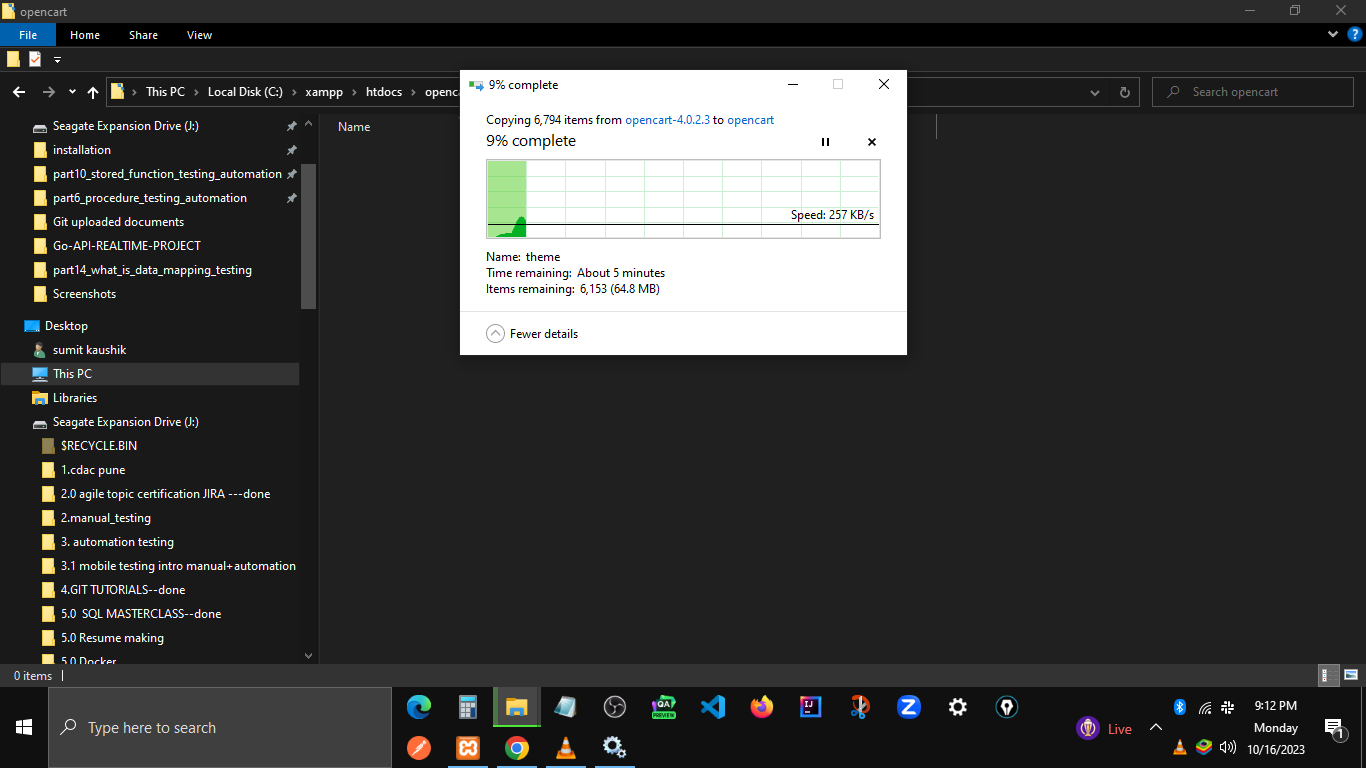 opencart
File Home Share View
This PC Local Disk (C:) xampp htdocs
Search opencart
Seagate Expansion Drive (J:)
installation
part10_stored_function_testing_automation
part6_procedure_testing_automation
Git uploaded documents
Go-API-REALTIME-PROJECT
part14_what_is_data_mapping_testing
Screenshots
Desktop
sumit kaushik
This PC
Libraries
Seagate Expansion Drive (J:)
$RECYCLE.BIN
1.cdac pune
2.0 agile topic certification JIRA ---done
2.manual_testing
3. automation testing
3.1 mobile testing intro manual+automation
4.GIT TUTORIALS--done
5.0 SQL MASTERCLASS--done
5.0 Resume making
5.0 Docker
Name
9% complete
Copying 6,794 items from opencart-4.0.2.3 to opencart
9% complete
Speed: 257 KB/s
Name: theme
Time remaining: About 5 minutes
Items remaining: 6,153 (64.8 MB)
Fewer details
0 items
Type here to search
QA
PREVIEW
IJ
Z
Live
9:12 PM
Monday
10/16/2023
1